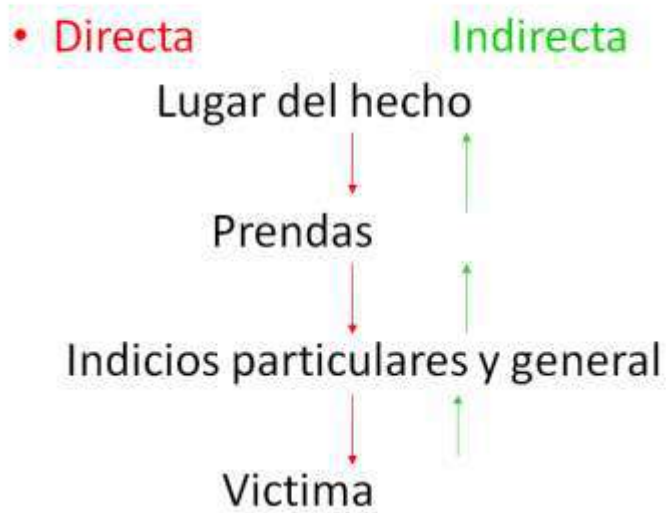 • Directa Indirecta
Lugar del hecho
Prendas
Indicios particulares y general
Victima